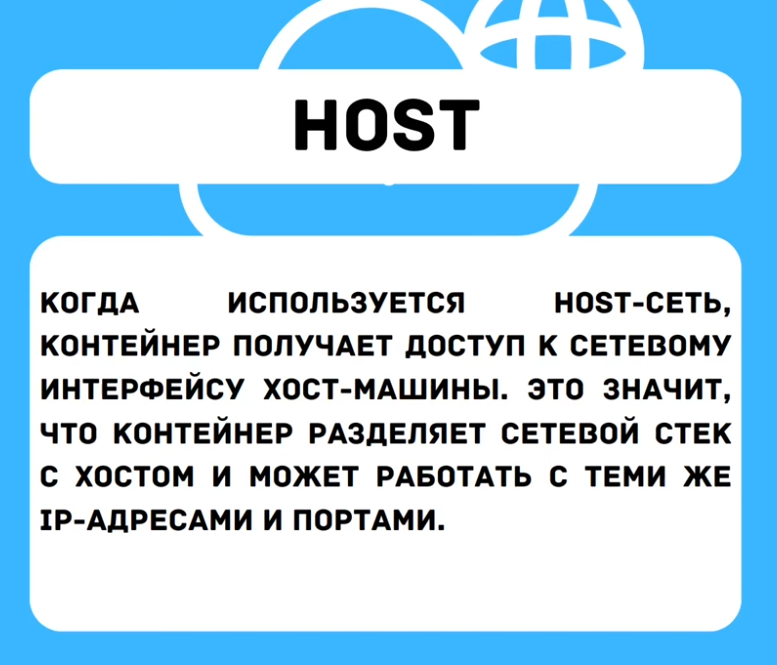 HOST
КОГДА ИСПОЛЬЗУЕТСЯ HOST-СЕТЬ,
КОНТЕЙНЕР ПОЛУЧАЕТ ДОСТУП К СЕТЕВОМУ
ИНТЕРФЕЙСУ ХОСТ-МАШИНЫ. ЭТО ЗНАЧИТ,
ЧТО КОНТЕЙНЕР РАЗДЕЛЯЕТ СЕТЕВОЙ СТЕК
С ХОСТОМ И МОЖЕТ РАБОТАТЬ С ТЕМИ ЖЕ
IP-АДРЕСАМИ И ПОРТАМИ.